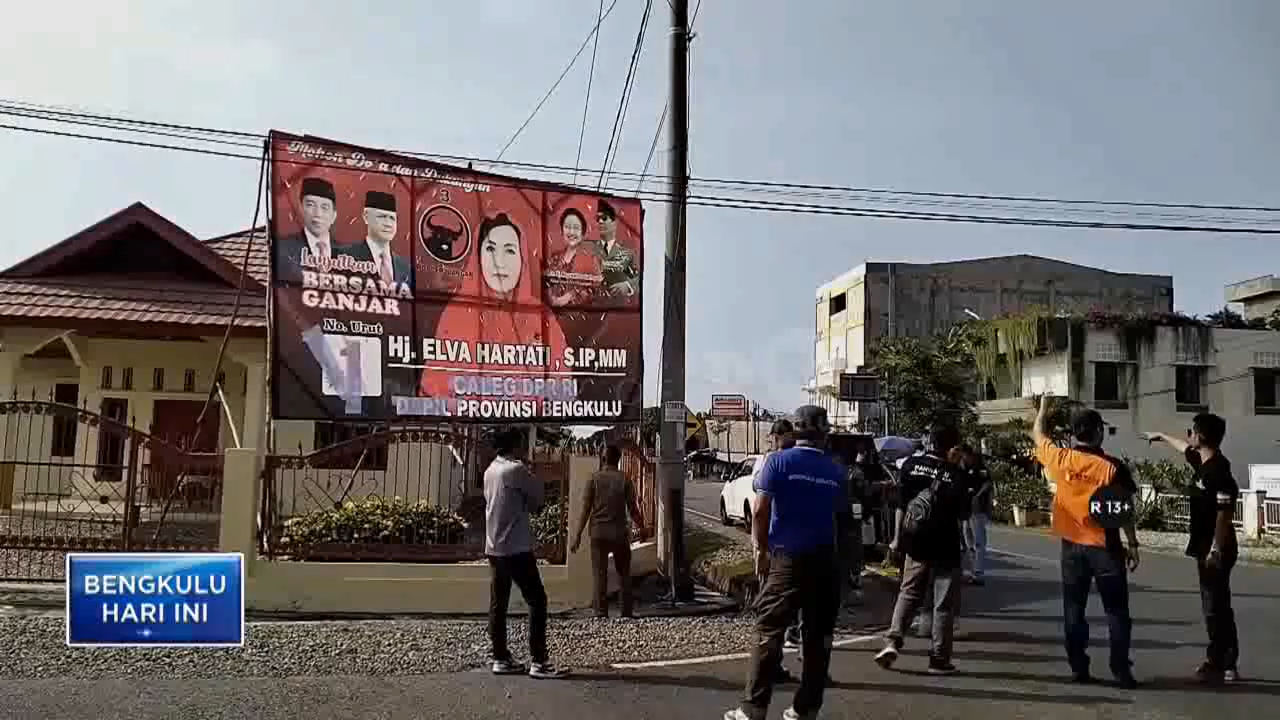 Mohon Do'a dan Dukungan
3
Lanjutkan
BERSAMA
GANJAR
No. Urut
1
Hj. ELVA HARTATI, S.IP,MM
CALEG DPR RI
DAPIL PROVINSI BENGKULU
R 13+
BENGKULU
HARI INI